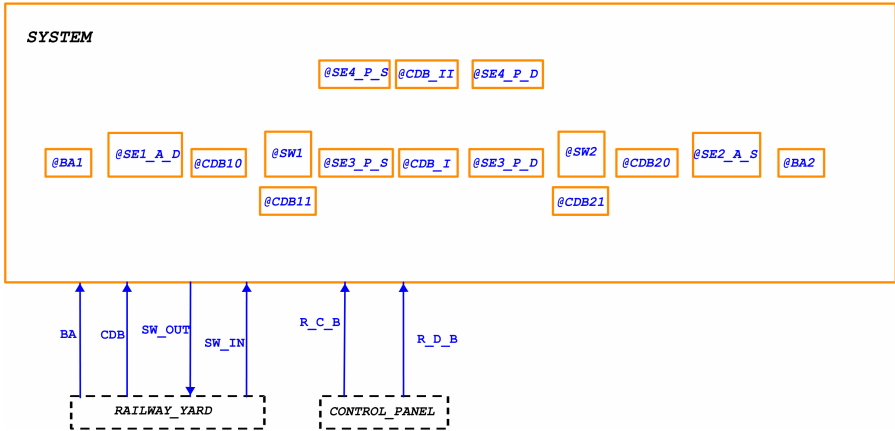 SYSTEM
@SE4_P_S @CDB_II @SE4_P_D
@BA1 @SE1_A_D @CDB10 @SW1 @SE3_P_S @CDB_I @SE3_P_D @SW2 @CDB20 @SE2_A_S @BA2
@CDB11 @CDB21
BA CDB SW_OUT SW_IN R_C_B R_D_B
RAILWAY_YARD CONTROL_PANEL